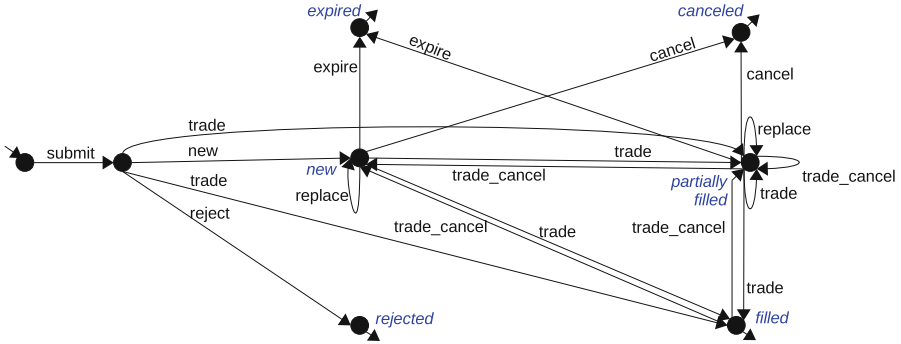 expired
canceled
expire
cancel
expire
cancel
trade
replace
submit
new
trade
new
trade_cancel
trade_cancel
trade
replace
partially
filled
trade
reject
trade_cancel
trade
trade_cancel
trade
rejected
filled